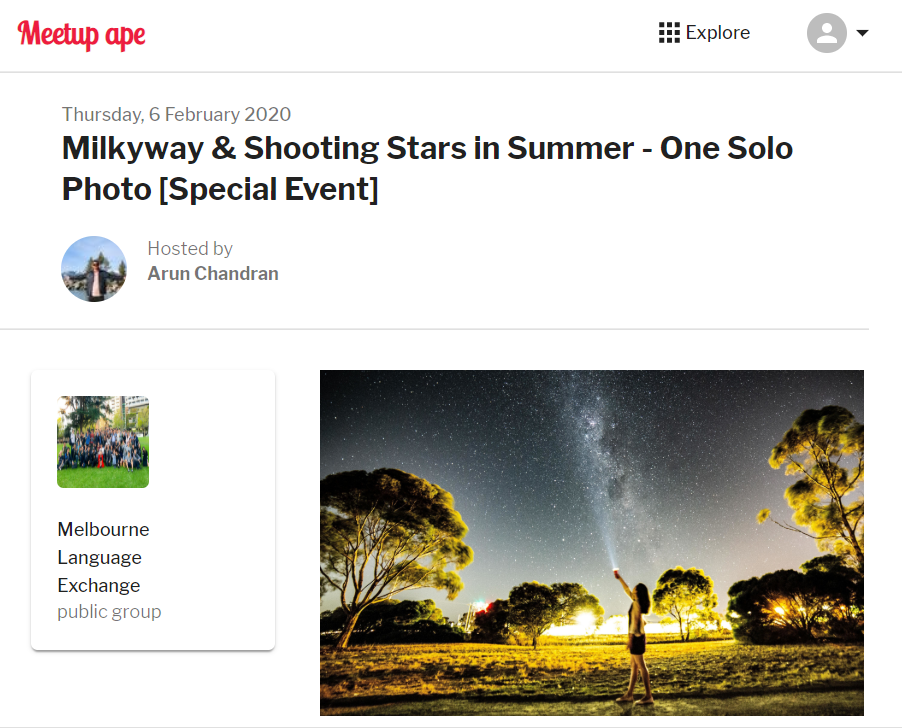 Meetup ape
Explore
Thursday, 6 February 2020
Milkyway & Shooting Stars in Summer - One Solo
Photo [Special Event]
Hosted by
Arun Chandran
Melbourne
Language
Exchange
public group